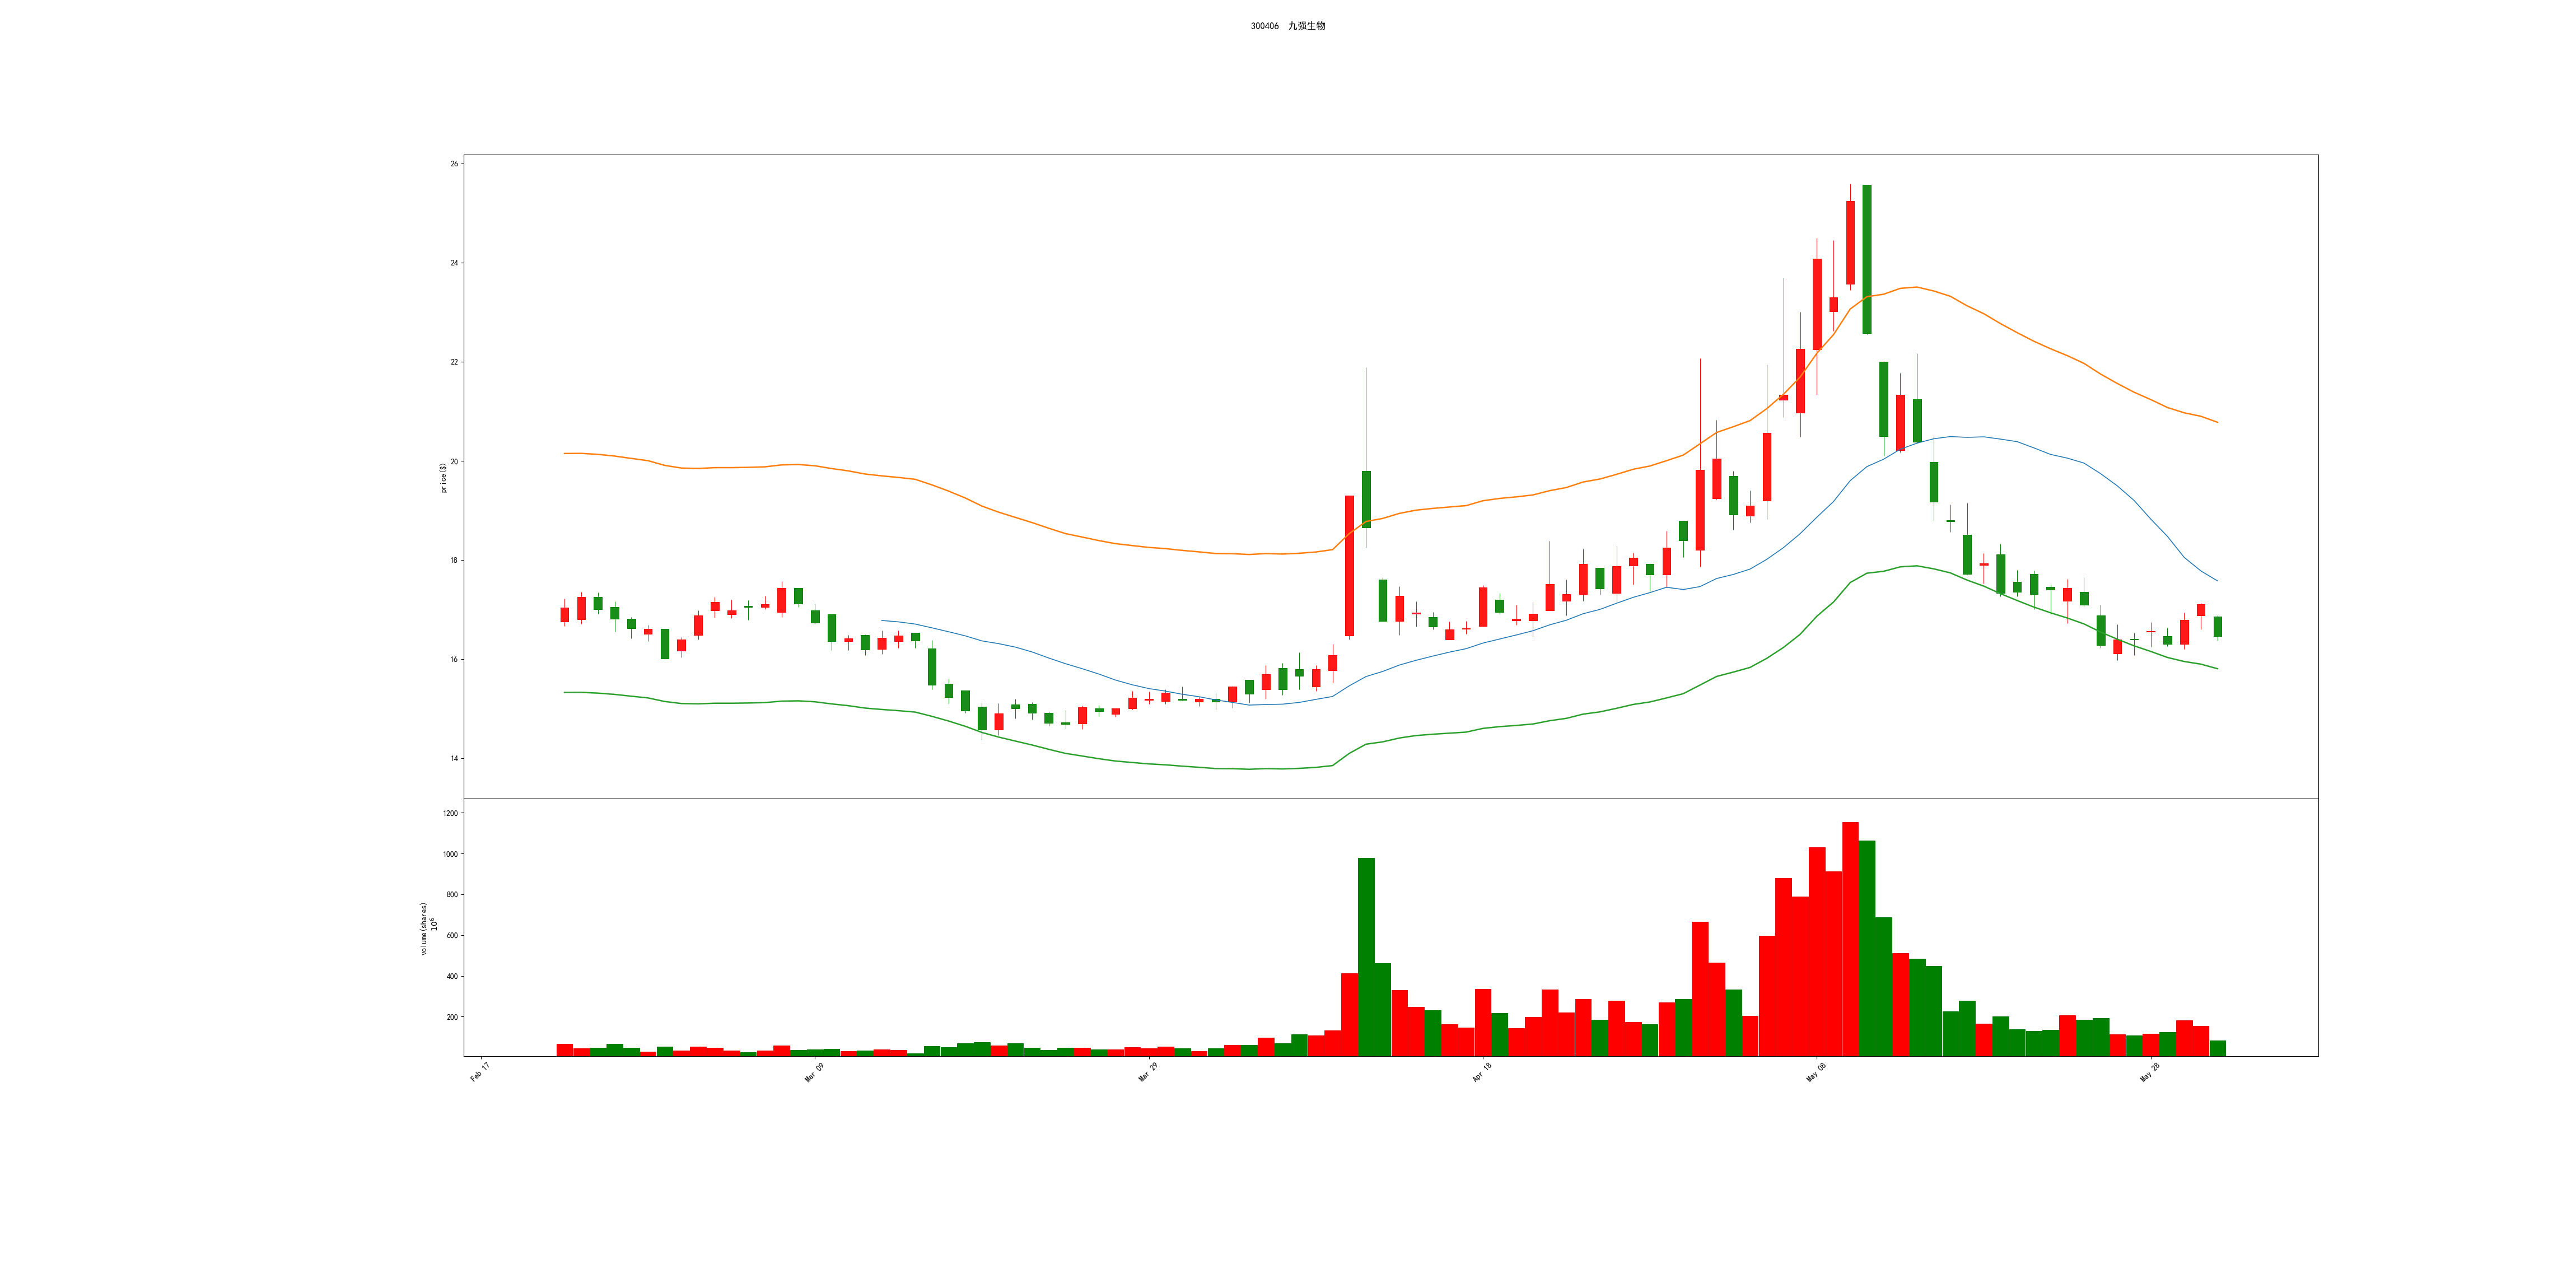 300406 九强生物
26
24
22
20
18
16
14
price($)
1200
1000
800
600
400
200
volume(shares)
10⁶
Feb 17
Mar 09
Mar 29
Apr 18
May 08
May 28